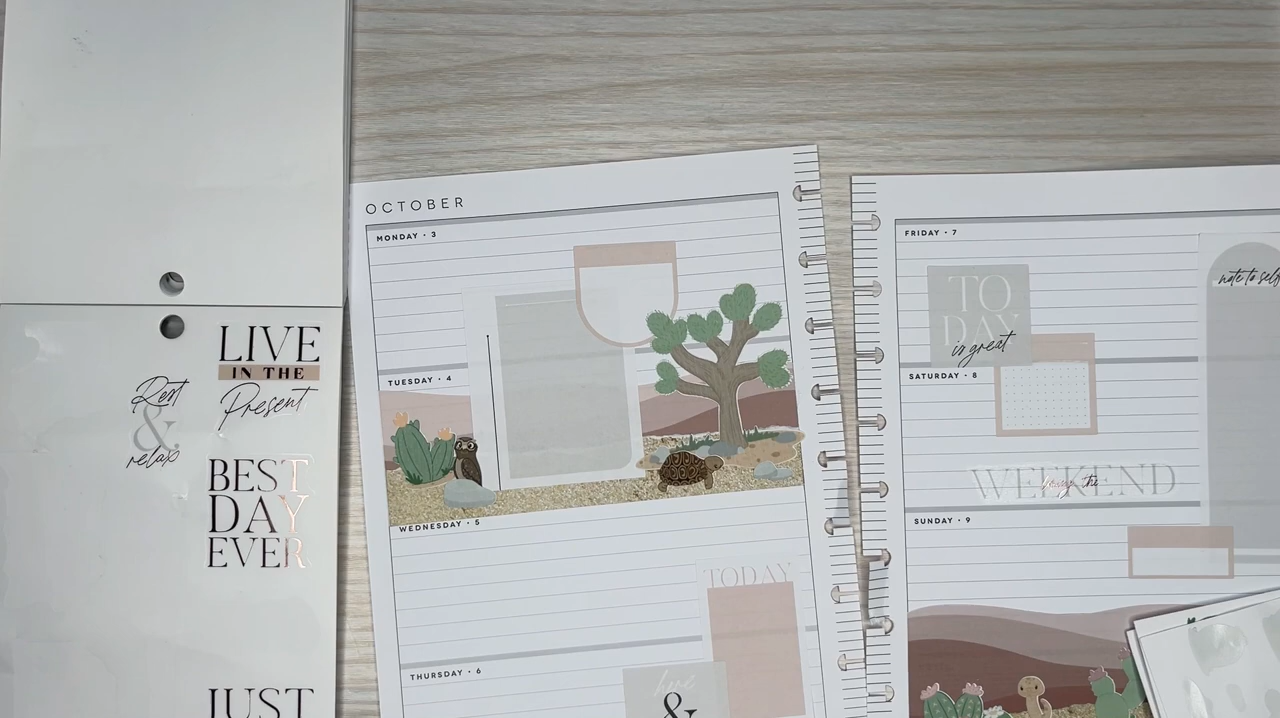 LIVE
IN THE
Present
Rest
&
relax
BEST
DAY
EVER
JUST
OCTOBER
MONDAY • 3
TUESDAY • 4
WEDNESDAY • 5
TODAY
THURSDAY • 6
live
&
FRIDAY • 7
TO
DAY
is great
note to self
SATURDAY • 8
WEEKEND
SUNDAY • 9